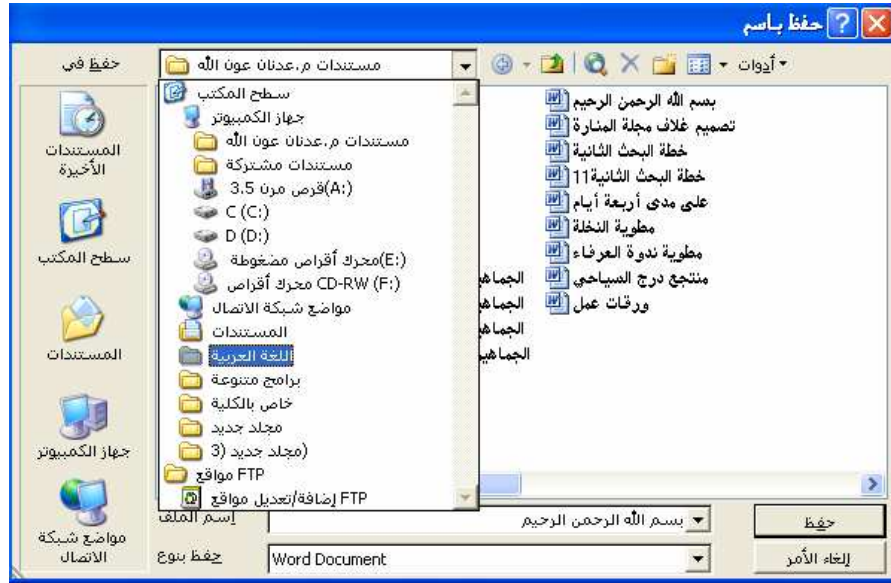 حفظ باسم
حفظ في
مستندات م.عدنان عون الله
أدوات
المستندات
الأخيرة
سطح المكتب
المستندات
جهاز الكمبيوتر
مواضع شبكة
الاتصال
سطح المكتب
جهاز الكمبيوتر
مستندات م.عدنان عون الله
مستندات مشتركة
قرص مرن 3.5(A:)
C (C:)
D (D:)
محرك أقراص مضغوطة(E:)
محرك أقراص CD-RW (F:)
مواضع شبكة الاتصال
المستندات
اللغة العربية
برامج متنوعة
خاص بالكلية
مجلد جديد
(مجلد جديد (3
مواقع FTP
إضافة/تعديل مواقع FTP
بسم الله الرحمن الرحيم
تصميم غلاف مجلة المنارة
خطة البحث الثانية
خطة البحث الثانية11
على مدى أربعة أيام
مطوية النخلة
مطوية ندوة العرفاء
منتجع درج السياحي
ورقات عمل
اسم الملف
بسم الله الرحمن الرحيم
حفظ
حفظ بنوع
Word Document
إلغاء الأمر